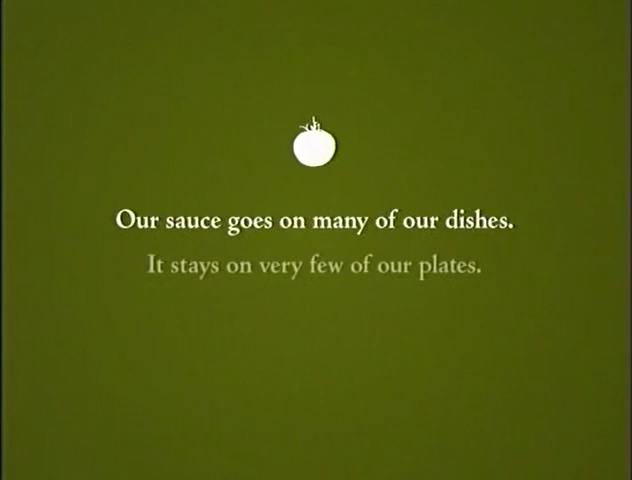 Our sauce goes on many of our dishes.
It stays on very few of our plates.